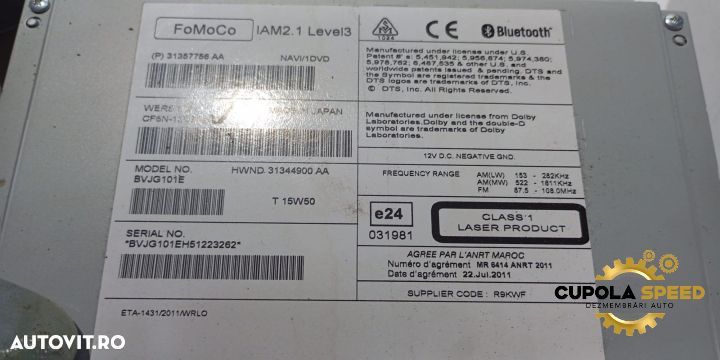 FoMoCo
IAM2.1 Level3
(P) 31357756 AA
NAVI/1DVD
JAPAN
CF6N-
MODEL NO.
BVJG101E
HWND. 31344900 AA
T 15W50
SERIAL NO.
*BVJG101EH51223262*
ETA-1431/2011/WRLO
1024
Bluetooth®
Manufactured under license under U.S.
Patent #' s: 5,451,942; 5,956,674; 5,974,380;
5,978,762; 6,487,535 & other U.S. and
worldwide patents issued & pending. DTS and
the Symbol are registered trademarks & the
DTS logos are trademarks of DTS, Inc.
© DTS, Inc.
Manufactured under license from Dolby
Laboratories.Dolby and the double-D
symbol are trademarks of Dolby
Laboratories.
12V D.C. NEGATIVE GND.
FREQUENCY RANGE
AM(LW) 153 - 282KHz
AM(MW) 522 - 1611KHz
FM 87.5 - 108.0MHz
e24
031981
CLASS 1
LASER PRODUCT
AGREE PAR L'ANRT MAROC
Numéro d'agrément : MR 6414 ANRT 2011
Date d'agrément : 22.Jul.2011
SUPPLIER CODE : R9KWF
CUPOLA SPEED
DEZMEMBRĂRI AUTO
AUTOVIT.RO
AUTOVIT.RO